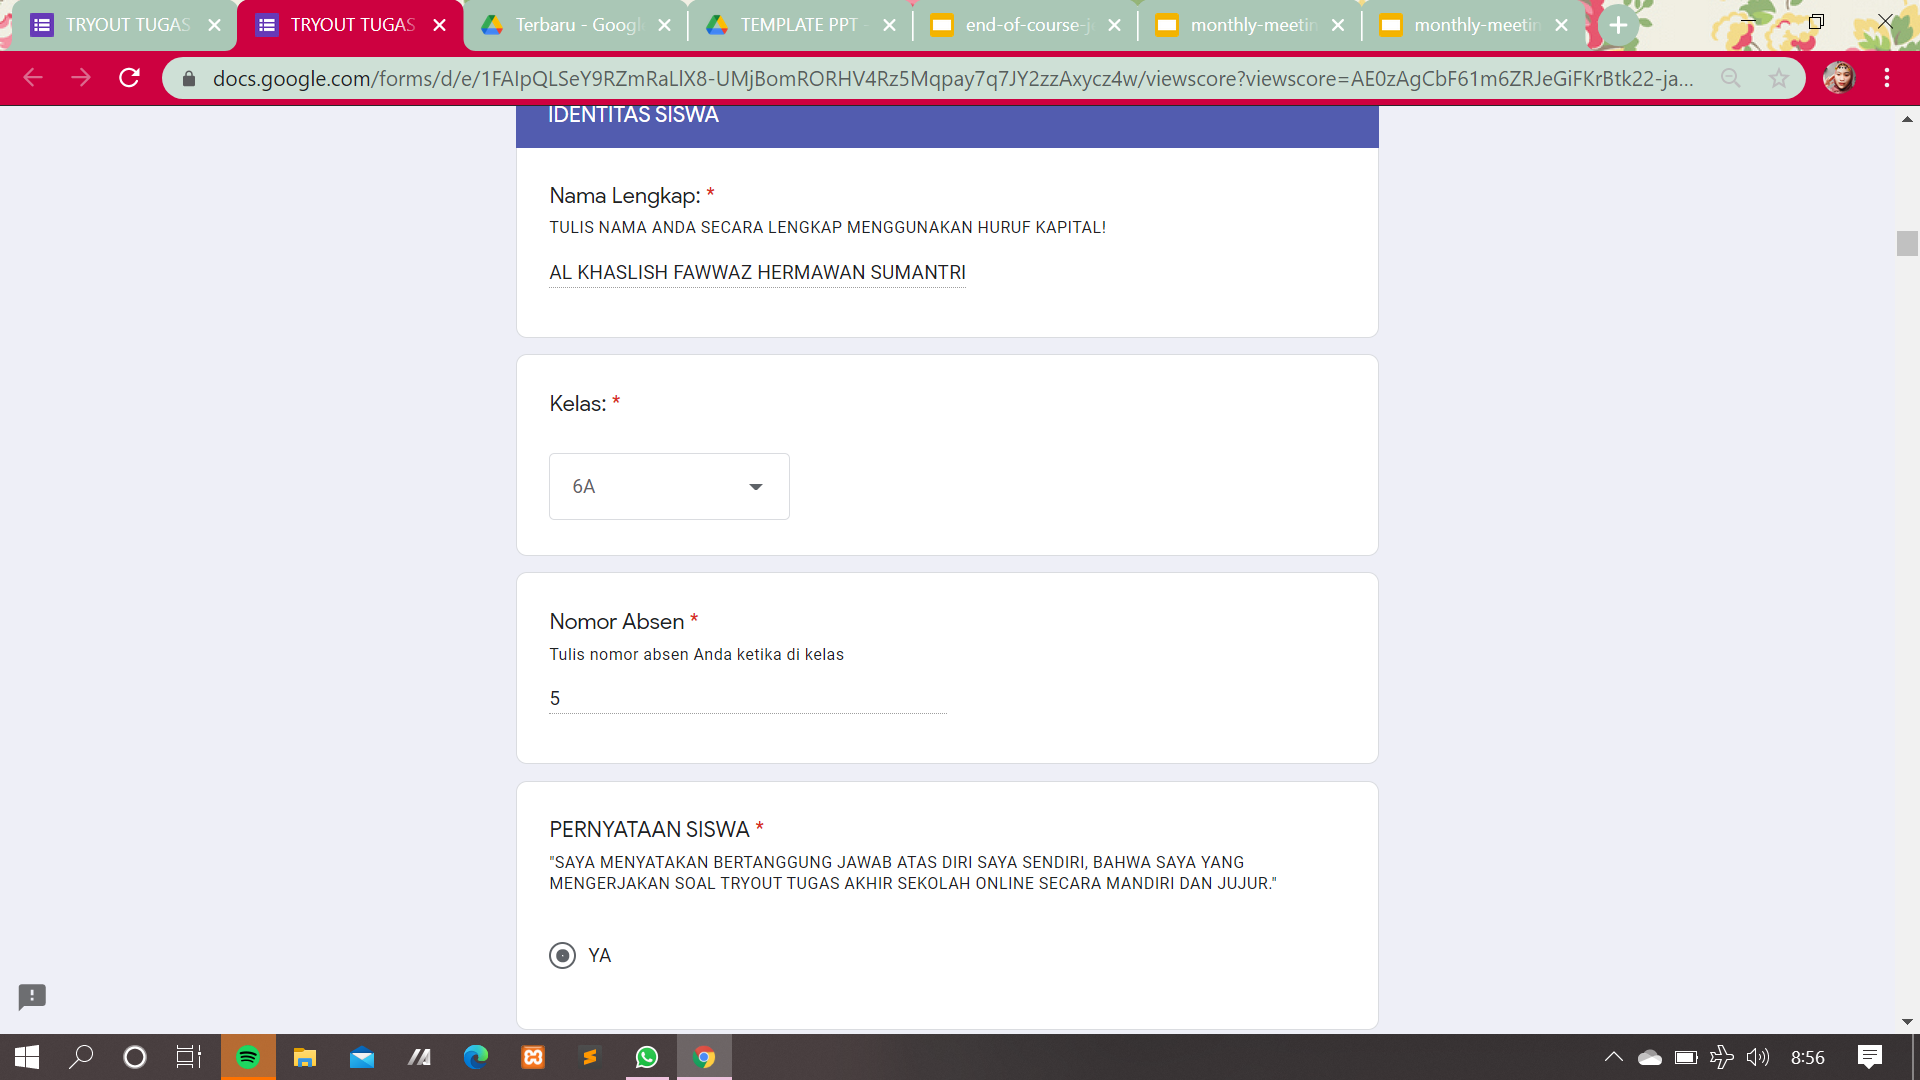 TRYOUT TUGAS
TRYOUT TUGAS
Terbaru - Googl
TEMPLATE PPT -
end-of-course-j
monthly-meetin
monthly-meetin
docs.google.com/forms/d/e/1FAIpQLSeY9RZmRaLlX8-UMjBomRORHV4Rz5Mqpay7q7JY2zzAxycz4w/viewscore?viewscore=AE0zAgCbF61m6ZRJeGiFKrBtk22-ja...
IDENTITAS SISWA
Nama Lengkap: *
TULIS NAMA ANDA SECARA LENGKAP MENGGUNAKAN HURUF KAPITAL!
AL KHASLISH FAWWAZ HERMAWAN SUMANTRI
Kelas: *
6A
Nomor Absen *
Tulis nomor absen Anda ketika di kelas
5
PERNYATAAN SISWA *
"SAYA MENYATAKAN BERTANGGUNG JAWAB ATAS DIRI SAYA SENDIRI, BAHWA SAYA YANG
MENGERJAKAN SOAL TRYOUT TUGAS AKHIR SEKOLAH ONLINE SECARA MANDIRI DAN JUJUR."
YA
8:56